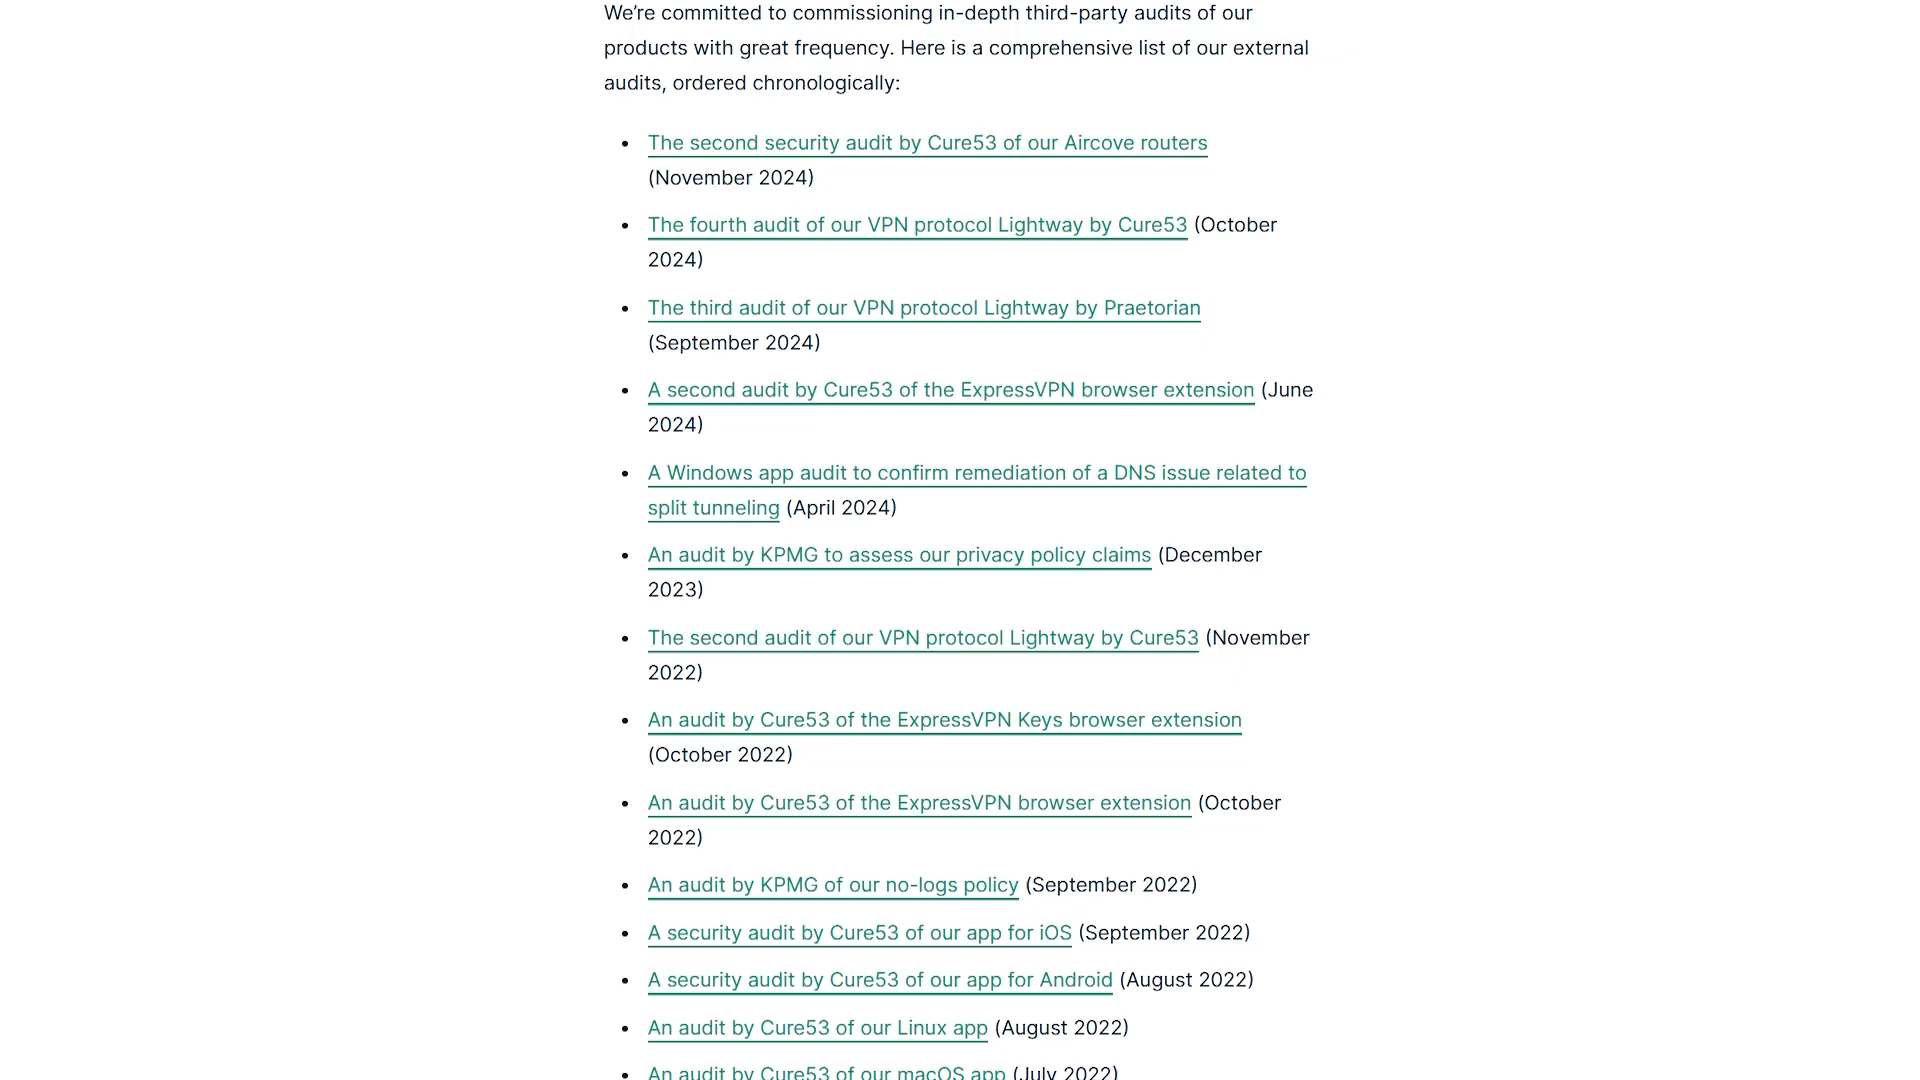 We’re committed to commissioning in-depth third-party audits of our
products with great frequency. Here is a comprehensive list of our external
audits, ordered chronologically:
• The second security audit by Cure53 of our Aircove routers
(November 2024)
• The fourth audit of our VPN protocol Lightway by Cure53 (October
2024)
• The third audit of our VPN protocol Lightway by Praetorian
(September 2024)
• A second audit by Cure53 of the ExpressVPN browser extension (June
2024)
• A Windows app audit to confirm remediation of a DNS issue related to
split tunneling (April 2024)
• An audit by KPMG to assess our privacy policy claims (December
2023)
• The second audit of our VPN protocol Lightway by Cure53 (November
2022)
• An audit by Cure53 of the ExpressVPN Keys browser extension
(October 2022)
• An audit by Cure53 of the ExpressVPN browser extension (October
2022)
• An audit by KPMG of our no-logs policy (September 2022)
• A security audit by Cure53 of our app for iOS (September 2022)
• A security audit by Cure53 of our app for Android (August 2022)
• An audit by Cure53 of our Linux app (August 2022)
• An audit by Cure53 of our macOS app (July 2022)